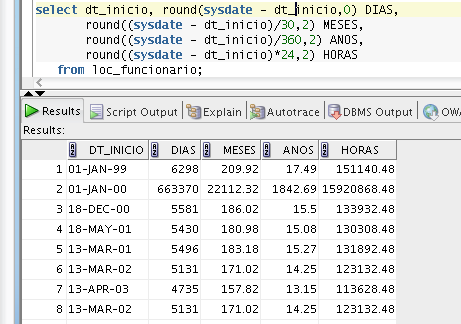 select dt_inicio, round(sysdate - dt_inicio,0) DIAS,
round((sysdate - dt_inicio)/30,2) MESES,
round((sysdate - dt_inicio)/360,2) ANOS,
round((sysdate - dt_inicio)*24,2) HORAS
from loc_funcionario;
Results Script Output Explain Autotrace DBMS Output OWA
Results:
DT_INICIO DIAS MESES ANOS HORAS
1 01-JAN-99 6298 209.92 17.49 151140.48
2 01-JAN-00 663370 22112.32 1842.69 15920868.48
3 18-DEC-00 5581 186.02 15.5 133932.48
4 18-MAY-01 5430 180.98 15.08 130308.48
5 13-MAR-01 5496 183.18 15.27 131892.48
6 13-MAR-02 5131 171.02 14.25 123132.48
7 13-APR-03 4735 157.82 13.15 113628.48
8 13-MAR-02 5131 171.02 14.25 123132.48